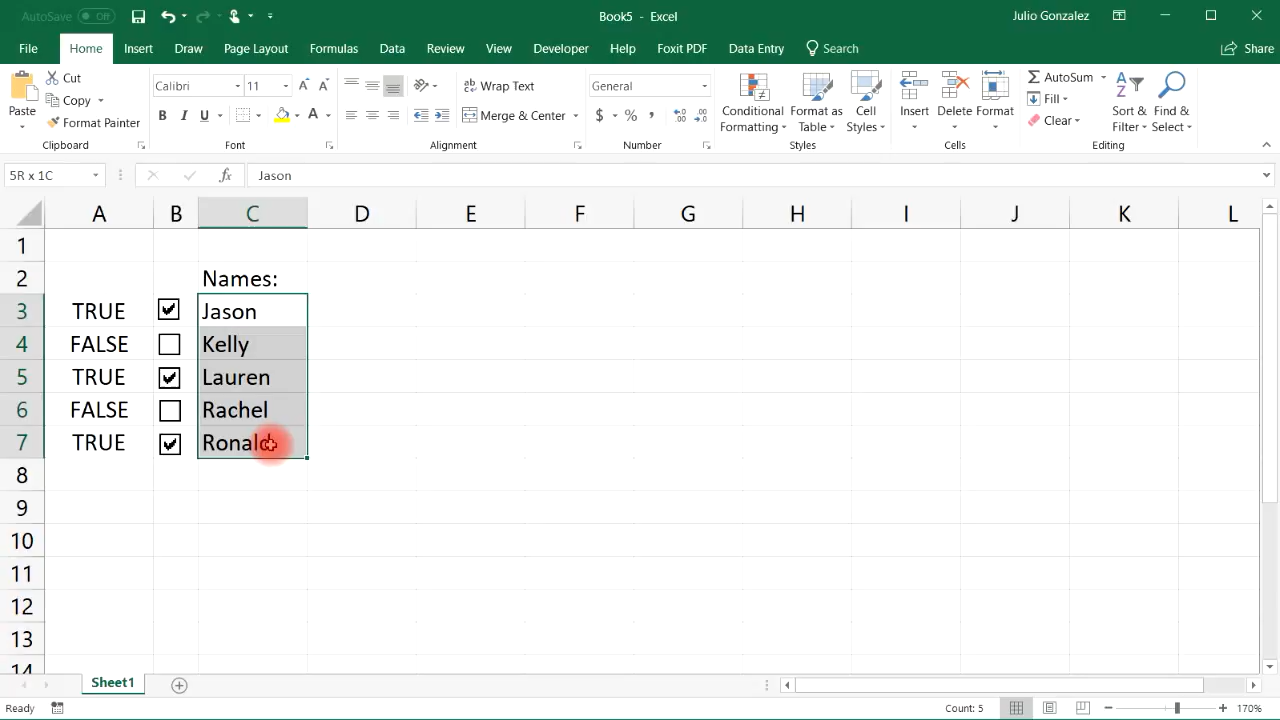 AutoSave Off
Book5 - Excel
Julio Gonzalez
File Home Insert Draw Page Layout Formulas Data Review View Developer Help Foxit PDF Data Entry Search Share
Paste
Cut
Copy
Format Painter
Clipboard
Calibri 11
B I U A
Font
Wrap Text
Merge & Center
Alignment
General
$ % ,
Number
Conditional Formatting
Format as Table
Cell Styles
Styles
Insert
Delete
Format
Cells
AutoSum
Fill
Clear
Sort & Filter
Find & Select
Editing
5R x 1C
fx
Jason
A B C D E F G H I J K L
1
2 Names:
3 TRUE Jason
4 FALSE Kelly
5 TRUE Lauren
6 FALSE Rachel
7 TRUE Ronald
8
9
10
11
12
13
14
Sheet1
Ready
Count: 5
170%